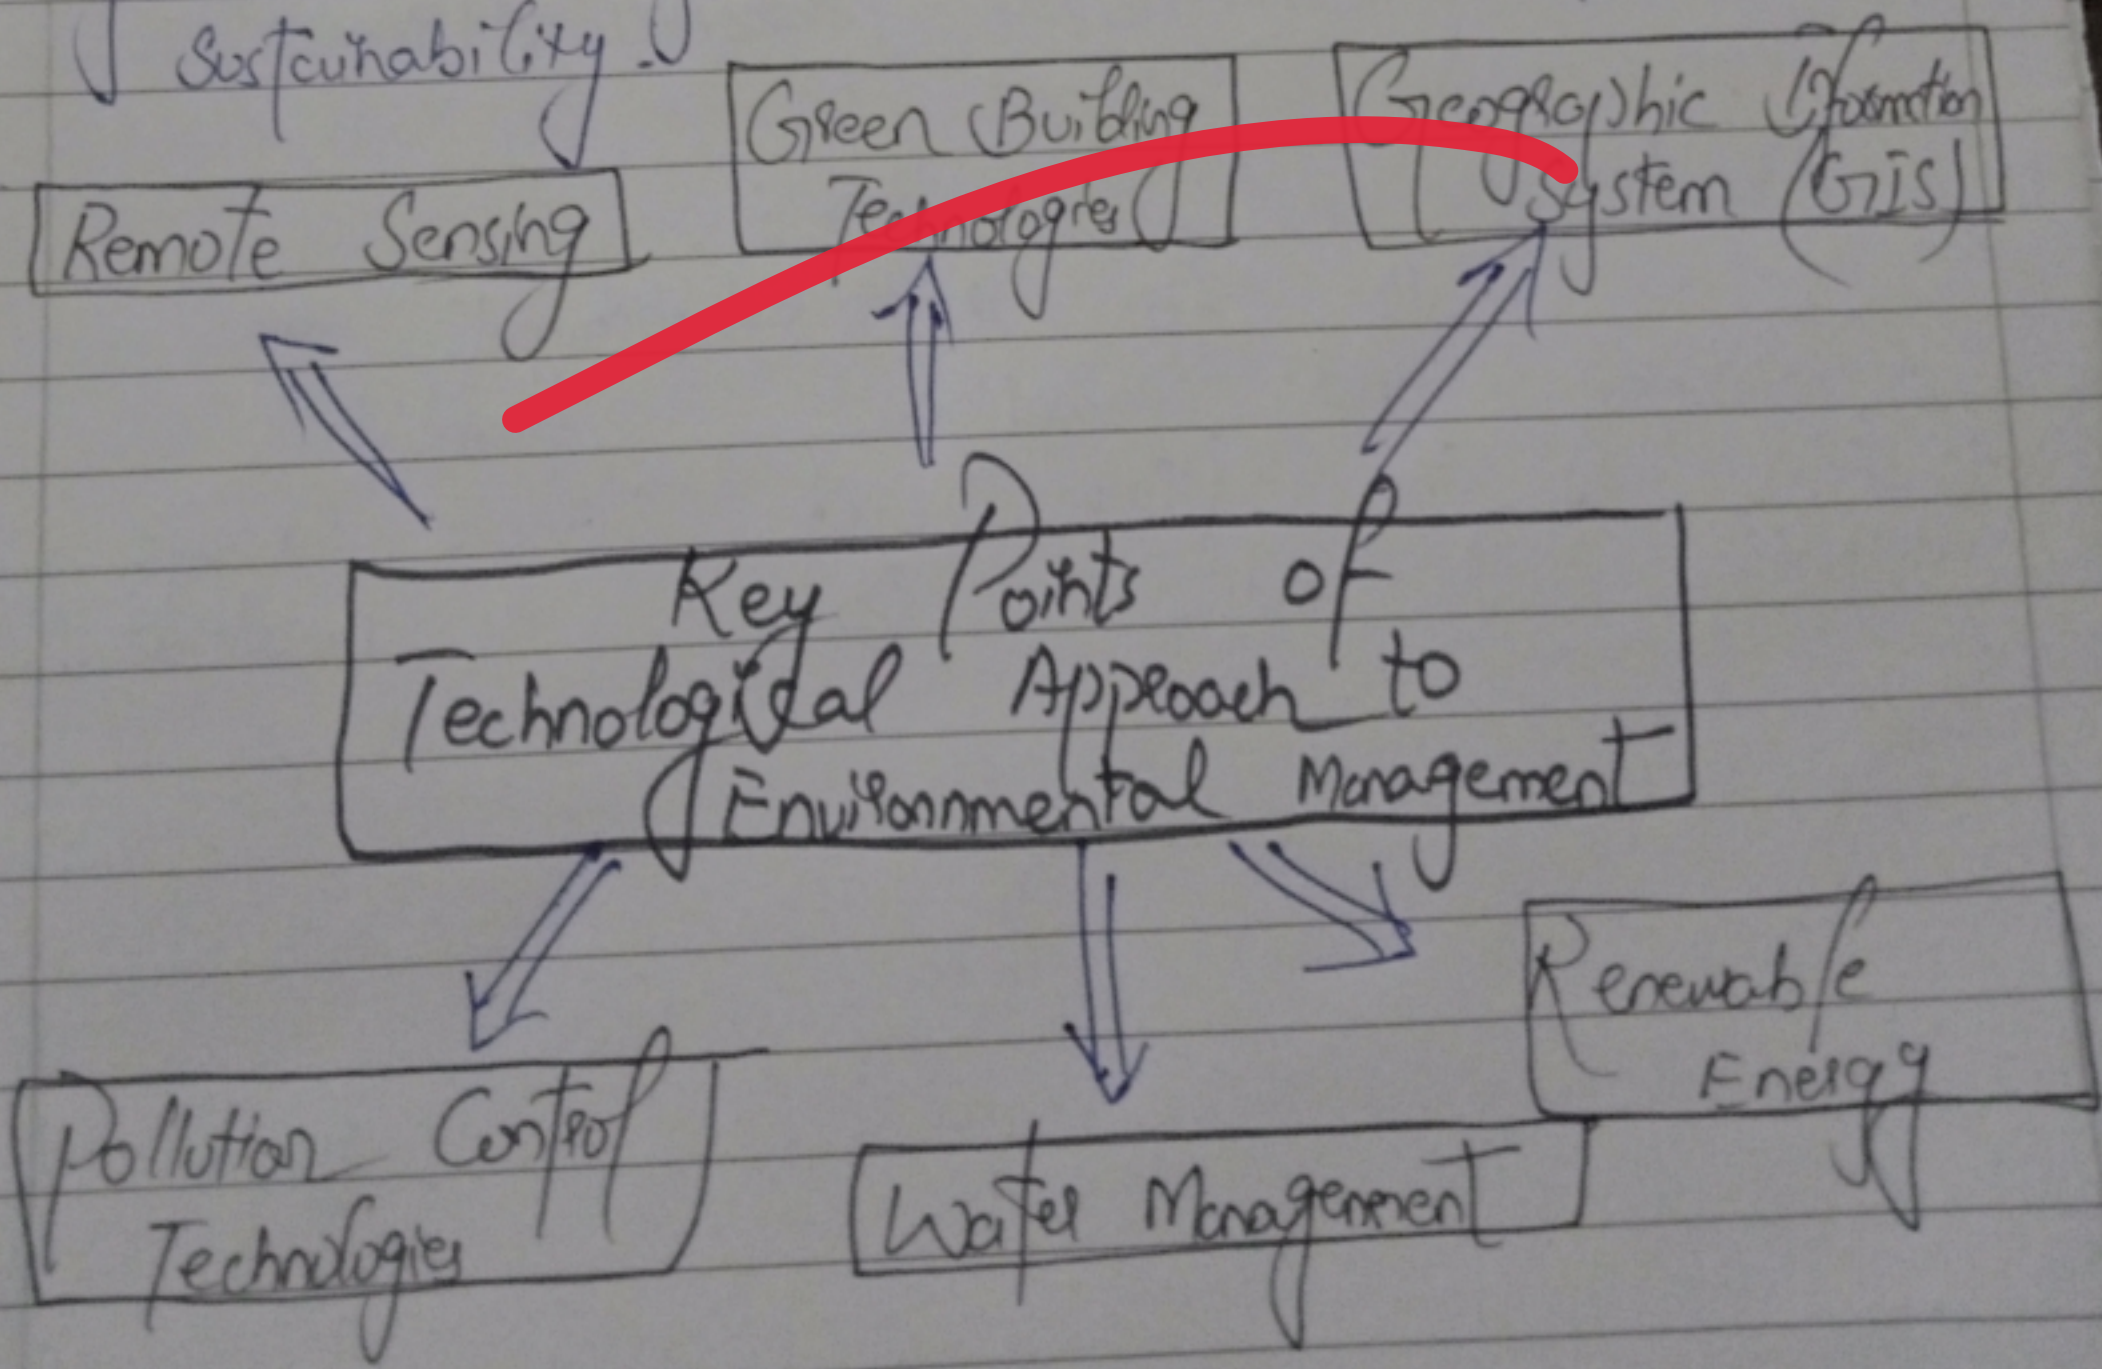 Sustainability.
Remote Sensing
Green Building
Technologies
Geographic Information
System (GIS)
Key Points of
Technological Approach to
Environmental Management
Renewable
Energy
Pollution Control
Technologies
Water Management